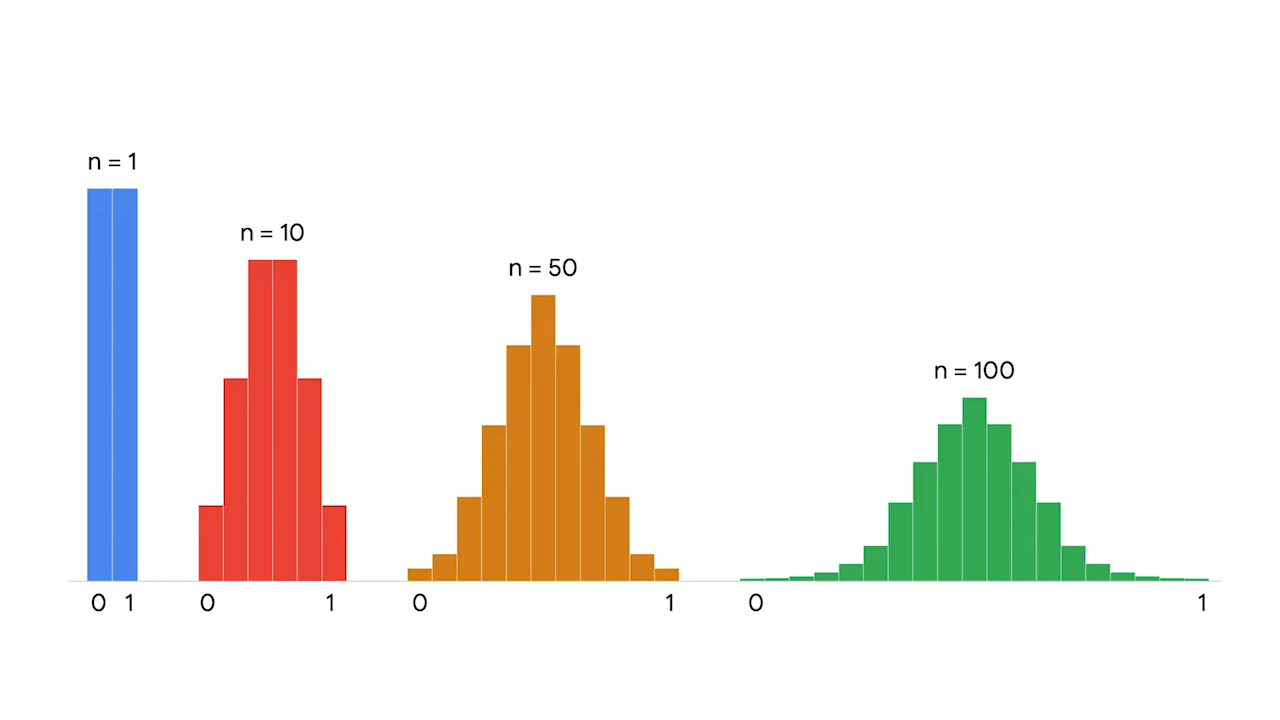 n = 1
n = 10
n = 50
n = 100
0 1
0 1
0 1
0 1